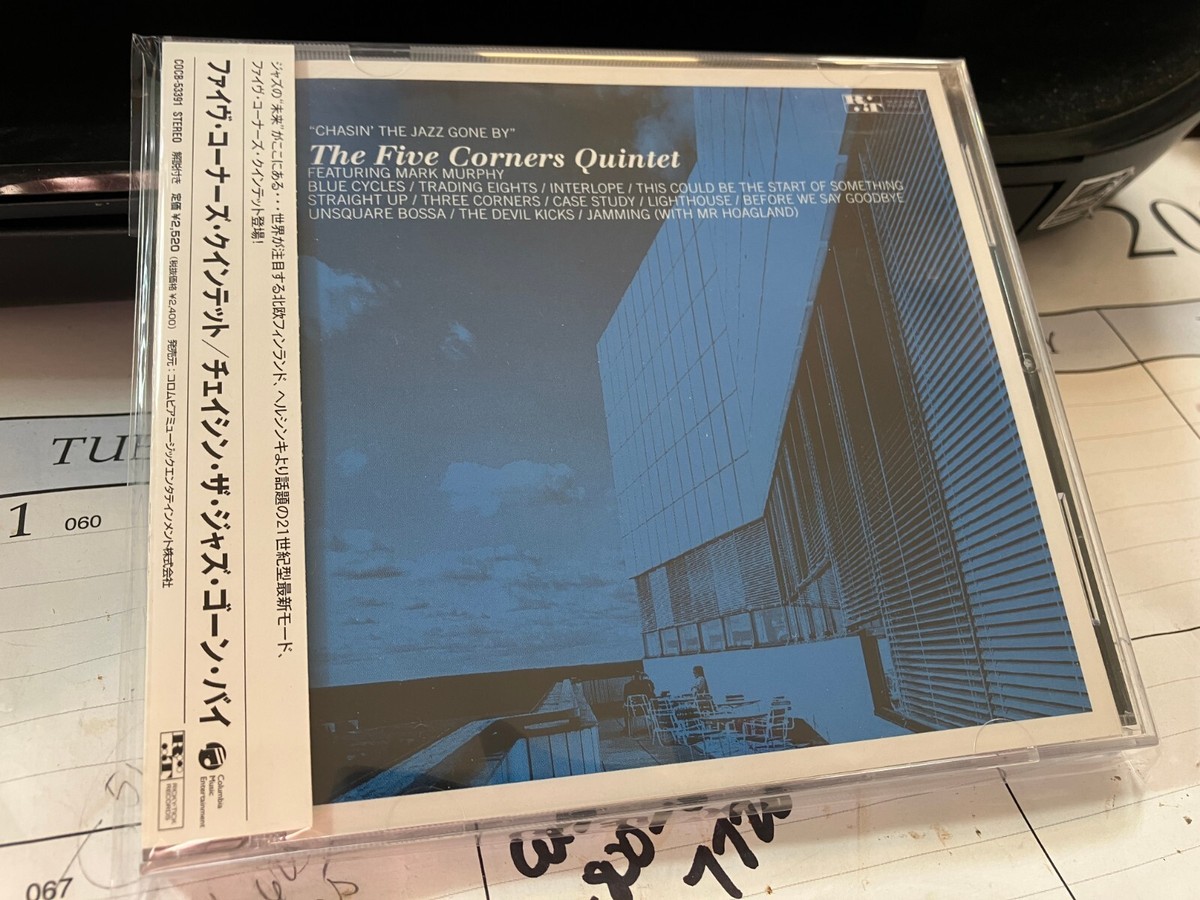 "CHASIN' THE JAZZ GONE BY"
The Five Corners Quintet
FEATURING MARK MURPHY
BLUE CYCLES / TRADING EIGHTS / INTERLOPE / THIS COULD BE THE START OF SOMETHING
STRAIGHT UP / THREE CORNERS / CASE STUDY / LIGHTHOUSE / BEFORE WE SAY GOODBYE
UNSQUARE BOSSA / THE DEVIL KICKS / JAMMING (WITH MR HOAGLAND)
ジャズの"未来"がここにある・・・世界が注目する北欧フィンランド、ヘルシンキより話題の21世紀型最新モード、
ファイヴ・コーナーズ・クインテット登場!
ファイヴ・コーナーズ・クインテット/チェイシン・ザ・ジャズ・ゴーン・バイ
COCB-53391 STEREO 解説付き 定価 ¥2,520 (税抜価格 ¥2,400) 発売元:コロムビアミュージックエンタテインメント株式会社
Columbia
Music
Entertainment
RICKY-TICK
RECORDS
TUE
1
060
067
20